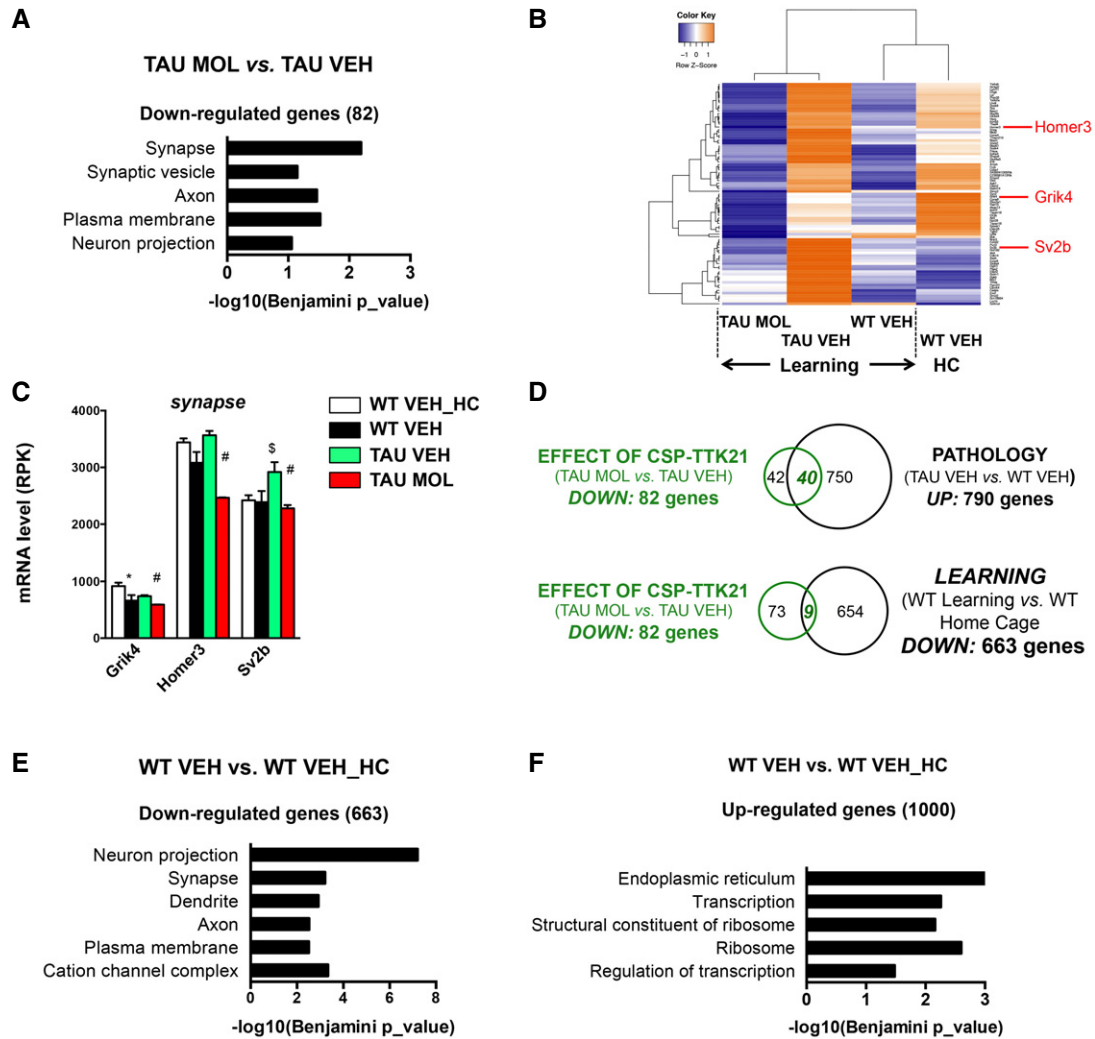 A
TAU MOL vs. TAU VEH
Down-regulated genes (82)
Synapse
Synaptic vesicle
Axon
Plasma membrane
Neuron projection
0 1 2 3
-log10(Benjamini p_value)
B
Color Key
-1 0 1
Row Z-Score
Homer3
Grik4
Sv2b
TAU MOL
WT VEH
TAU VEH
WT VEH
Learning
HC
C
synapse
4000
3000
2000
1000
0
mRNA level (RPK)
* # # $ #
Grik4
Homer3
Sv2b
WT VEH_HC
WT VEH
TAU VEH
TAU MOL
D
EFFECT OF CSP-TTK21
(TAU MOL vs. TAU VEH)
DOWN: 82 genes
42 40 750
PATHOLOGY
(TAU VEH vs. WT VEH)
UP: 790 genes
EFFECT OF CSP-TTK21
(TAU MOL vs. TAU VEH)
DOWN: 82 genes
73 9 654
LEARNING
(WT Learning vs. WT
Home Cage
DOWN: 663 genes
E
WT VEH vs. WT VEH_HC
Down-regulated genes (663)
Neuron projection
Synapse
Dendrite
Axon
Plasma membrane
Cation channel complex
0 2 4 6 8
-log10(Benjamini p_value)
F
WT VEH vs. WT VEH_HC
Up-regulated genes (1000)
Endoplasmic reticulum
Transcription
Structural constituent of ribosome
Ribosome
Regulation of transcription
0 1 2 3
-log10(Benjamini p_value)